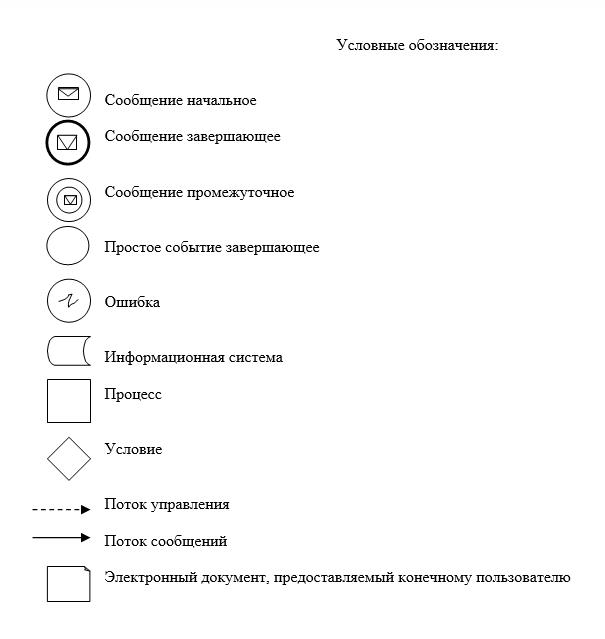 Условные обозначения:
Сообщение начальное
Сообщение завершающее
Сообщение промежуточное
Простое событие завершающее
Ошибка
Информационная система
Процесс
Условие
Поток управления
Поток сообщений
Электронный документ, предоставляемый конечному пользователю